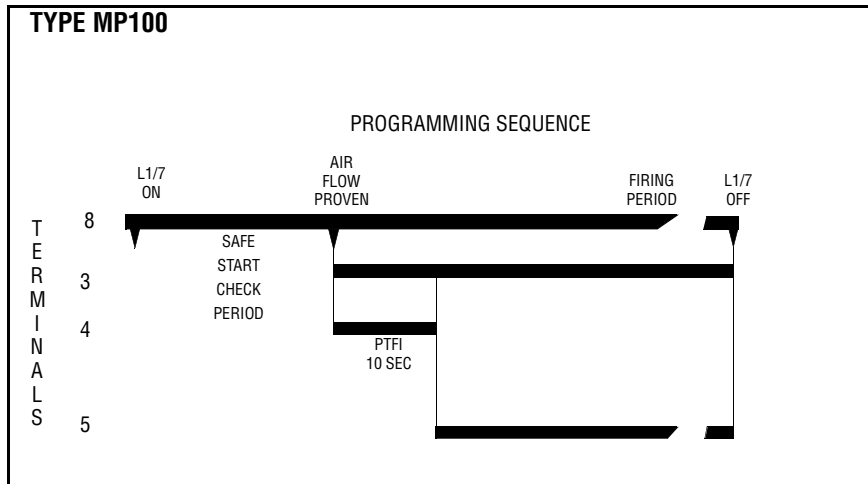 TYPE MP100
PROGRAMMING SEQUENCE
L1/7
ON
AIR
FLOW
PROVEN
FIRING
PERIOD
L1/7
OFF
TERMINALS
8
SAFE
START
CHECK
PERIOD
3
4
PTFI
10 SEC
5